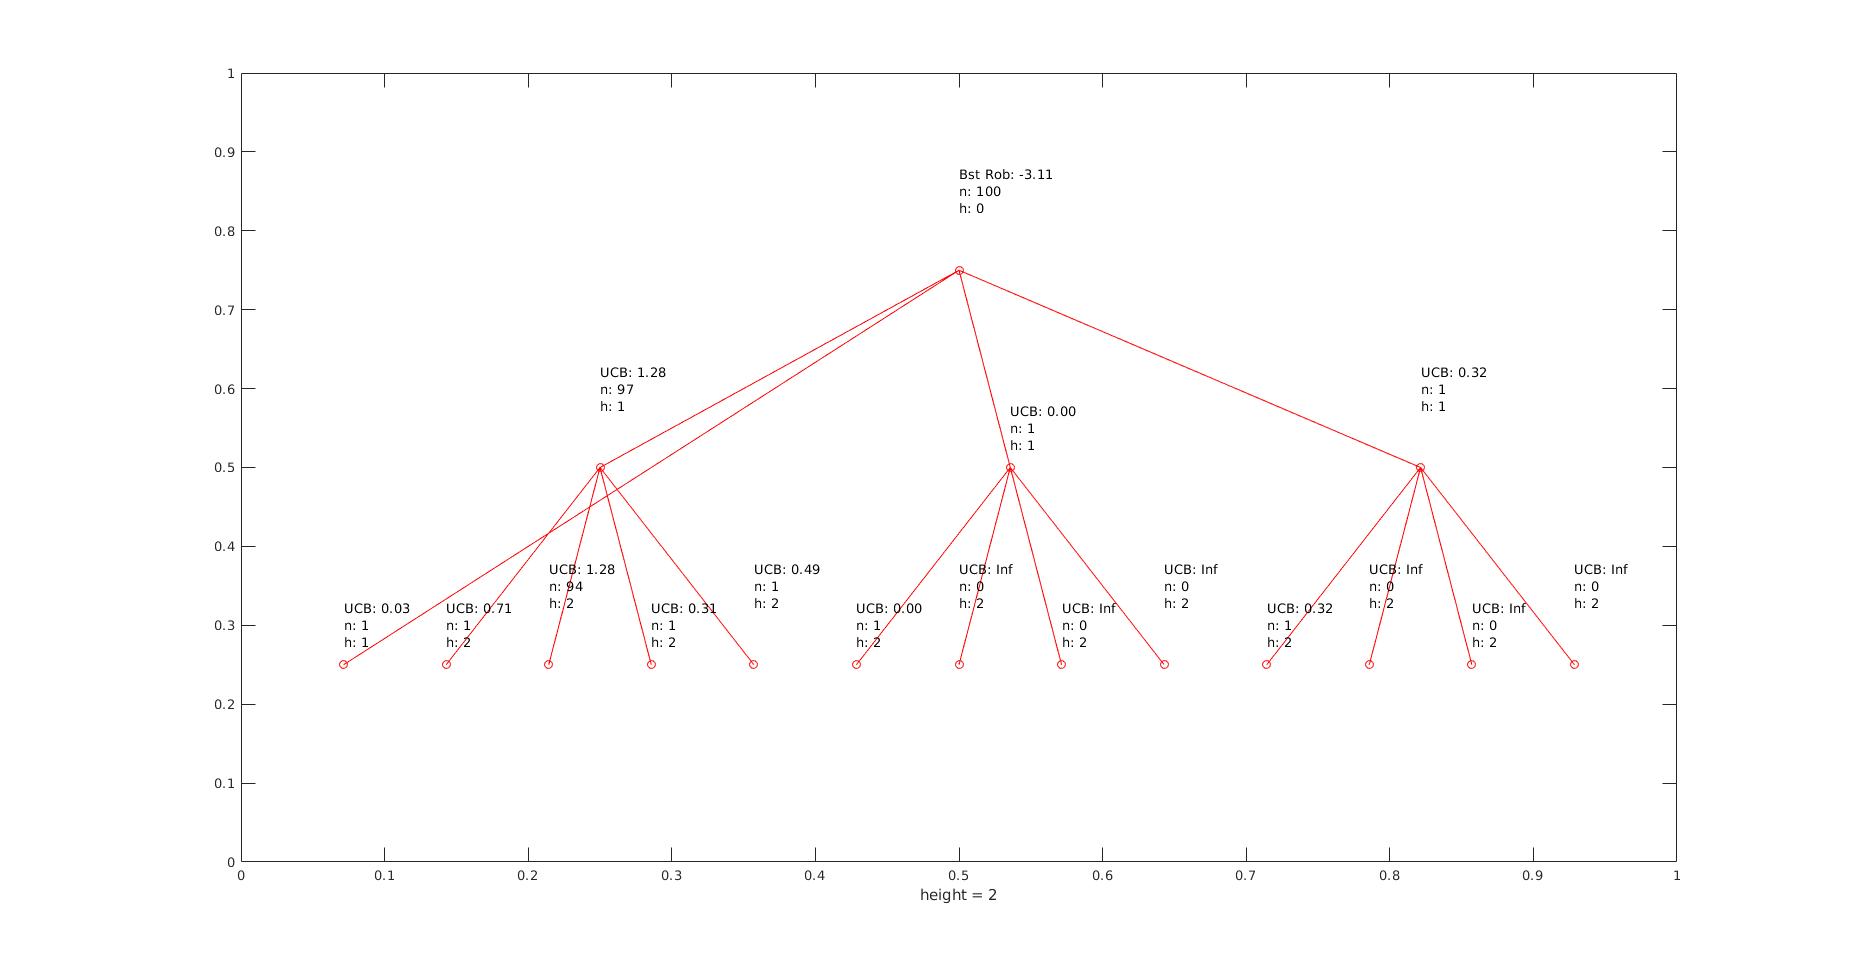 1
0.9
0.8
0.7
0.6
0.5
0.4
0.3
0.2
0.1
0
Bst Rob: -3.11
n: 100
h: 0
UCB: 1.28
n: 97
h: 1
UCB: 0.00
n: 1
h: 1
UCB: 0.32
n: 1
h: 1
UCB: 0.03
n: 1
h: 1
UCB: 0.71
n: 1
h: 2
UCB: 1.28
n: 94
h: 2
UCB: 0.31
n: 1
h: 2
UCB: 0.49
n: 1
h: 2
UCB: 0.00
n: 1
h: 2
UCB: Inf
n: 0
h: 2
UCB: Inf
n: 0
h: 2
UCB: Inf
n: 0
h: 2
UCB: 0.32
n: 1
h: 2
UCB: Inf
n: 0
h: 2
UCB: Inf
n: 0
h: 2
UCB: Inf
n: 0
h: 2
0 0.1 0.2 0.3 0.4 0.5 0.6 0.7 0.8 0.9 1
height = 2